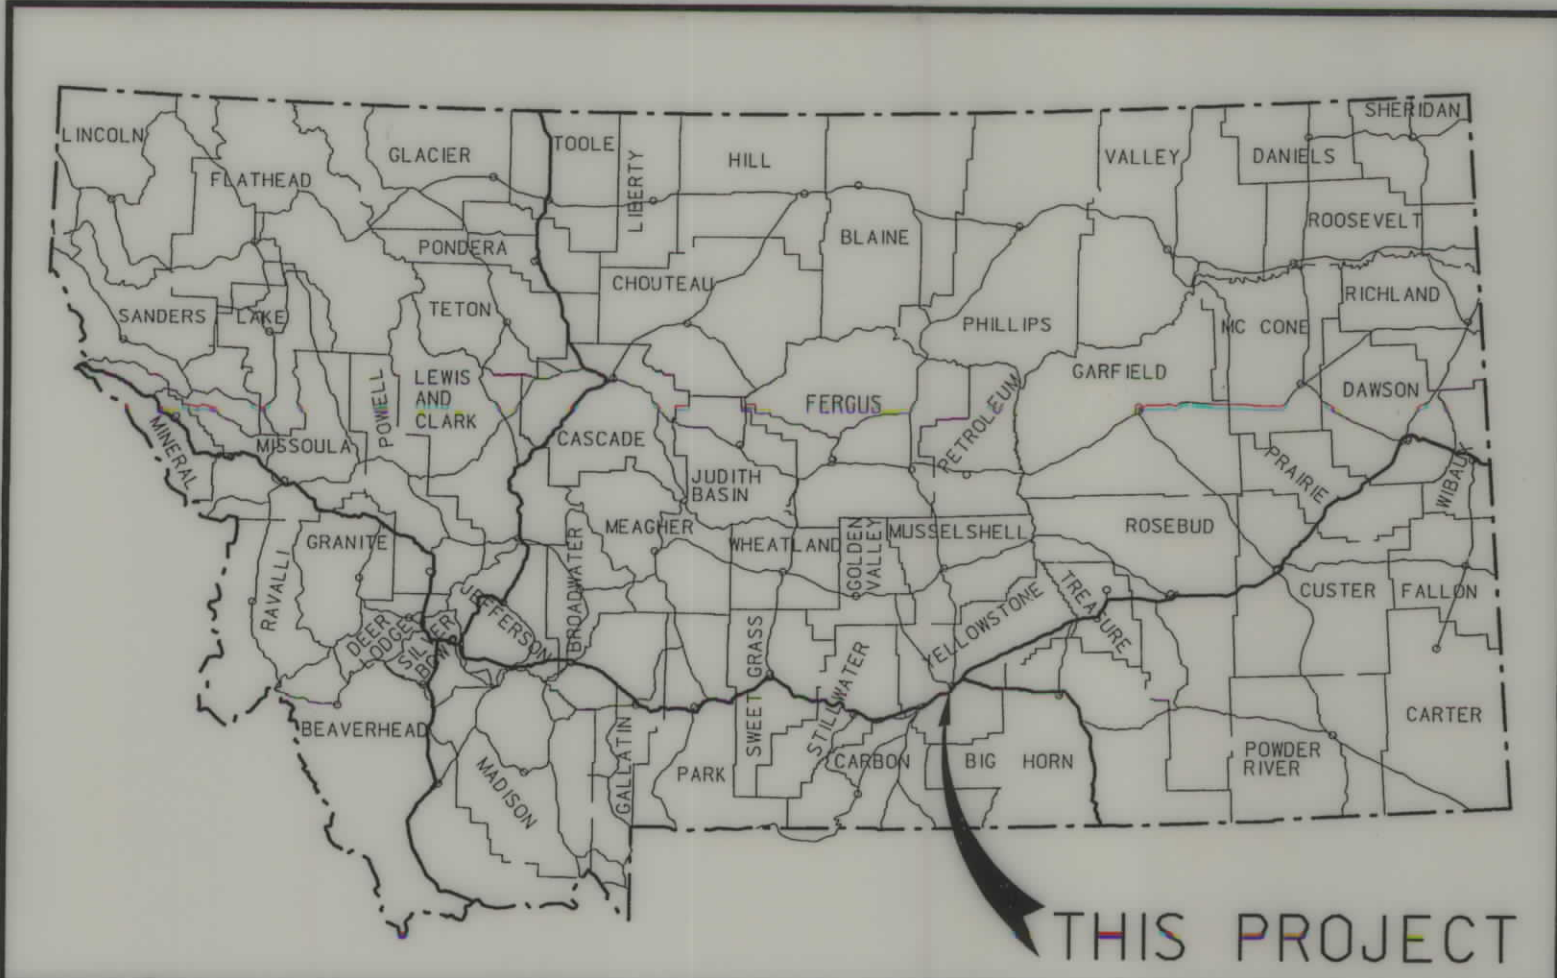 SHERIDAN
LINCOLN
TOOLE
GLACIER
HILL
VALLEY
DANIELS
LIBERTY
FLATHEAD
ROOSEVELT
BLAINE
PONDERA
CHOUTEAU
RICHLAND
TETON
SANDERS
LAKE
PHILLIPS
MC CONE
GARFIELD
LEWIS
AND
CLARK
DAWSON
POWELL
FERGUS
PETROLEUM
MINERAL
MISSOULA
CASCADE
JUDITH
BASIN
PRAIRIE
WIBAUX
MEAGHER
WHEATLAND
GOLDEN
VALLEY
MUSSELSHELL
ROSEBUD
GRANITE
RAVALLI
BROADWATER
JEFFERSON
DEER
LODGE
SILVER
BOW
YELLOWSTONE
TREASURE
CUSTER
FALLON
SWEET GRASS
STILLWATER
BEAVERHEAD
CARTER
MADISON
GALLATIN
PARK
CARBON
BIG HORN
POWDER
RIVER
THIS PROJECT